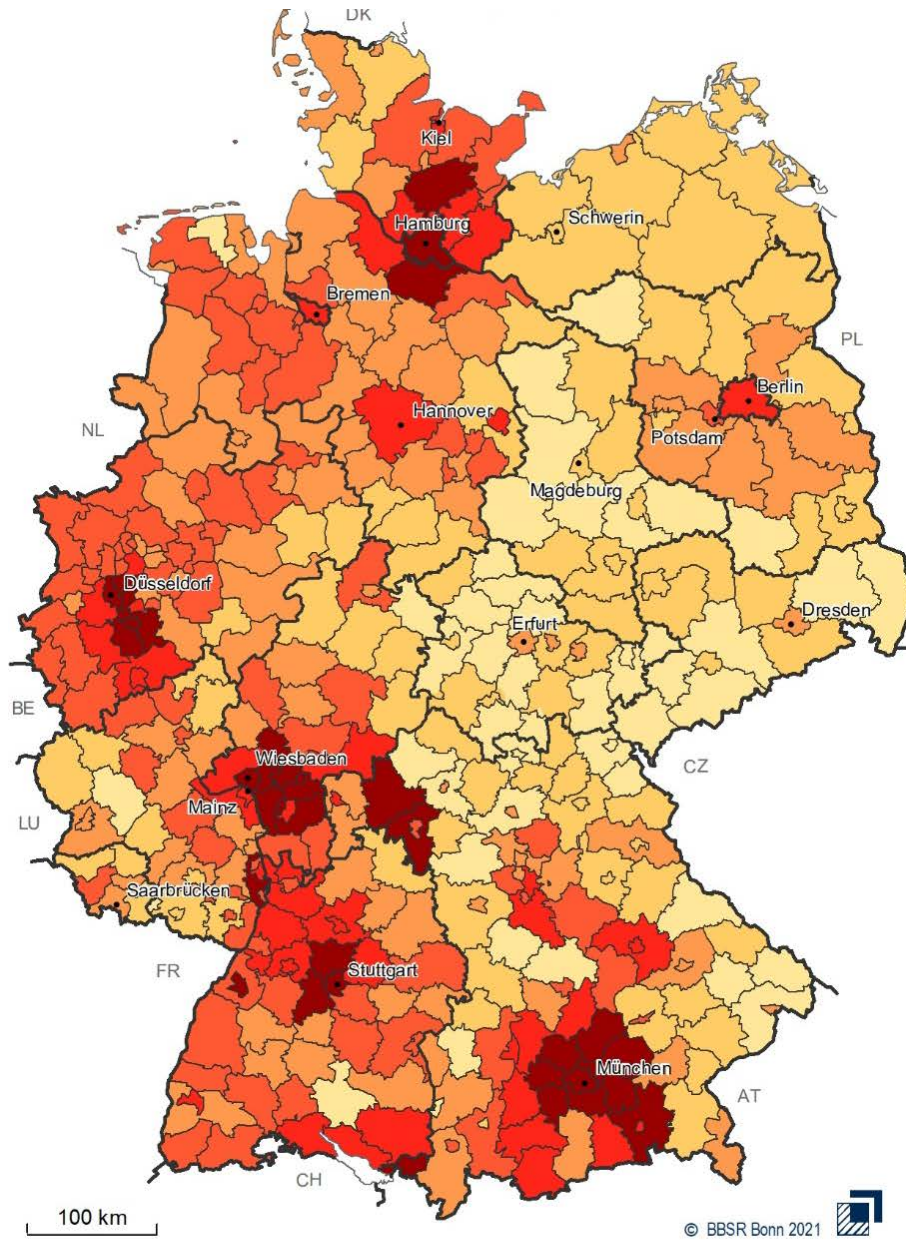 DK
Kiel
Hamburg
Schwerin
Bremen
PL
Berlin
Hannover
NL
Potsdam
Magdeburg
Düsseldorf
Erfurt
Dresden
BE
Wiesbaden
CZ
Mainz
LU
Saarbrücken
FR
Stuttgart
München
AT
CH
100 km
© BBSR Bonn 2021